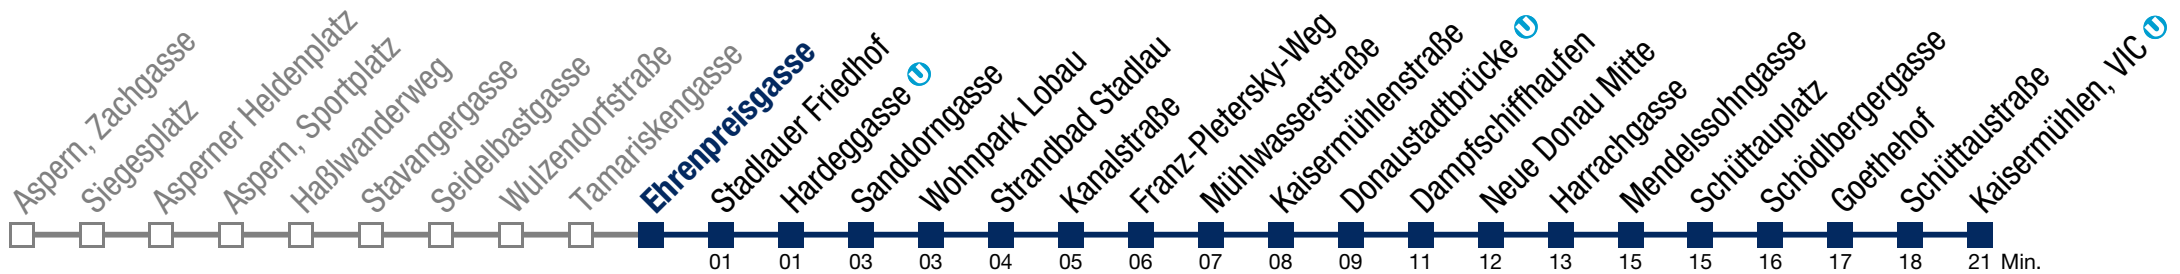 Aspern, Zachgasse
Siegesplatz
Asperner Heldenplatz
Aspern, Sportplatz
Haßlwanderweg
Stavangergasse
Seidelbastgasse
Wulzendorfstraße
Tamariskengasse
Ehrenpreisgasse
Stadlauer Friedhof
Hardeggasse U
Sanddorngasse
Wohnpark Lobau
Strandbad Stadlau
Kanalstraße
Franz-Pletersky-Weg
Mühlwasserstraße
Kaisermühlenstraße
Donaustadtbrücke U
Dampfschiffhaufen
Neue Donau Mitte
Harrachgasse
Mendelssohngasse
Schüttauplatz
Schödlbergergasse
Goethehof
Schüttaustraße
Kaisermühlen, VIC U
01 01 03 03 04 05 06 07 08 09 11 12 13 15 15 16 17 18 21 Min.